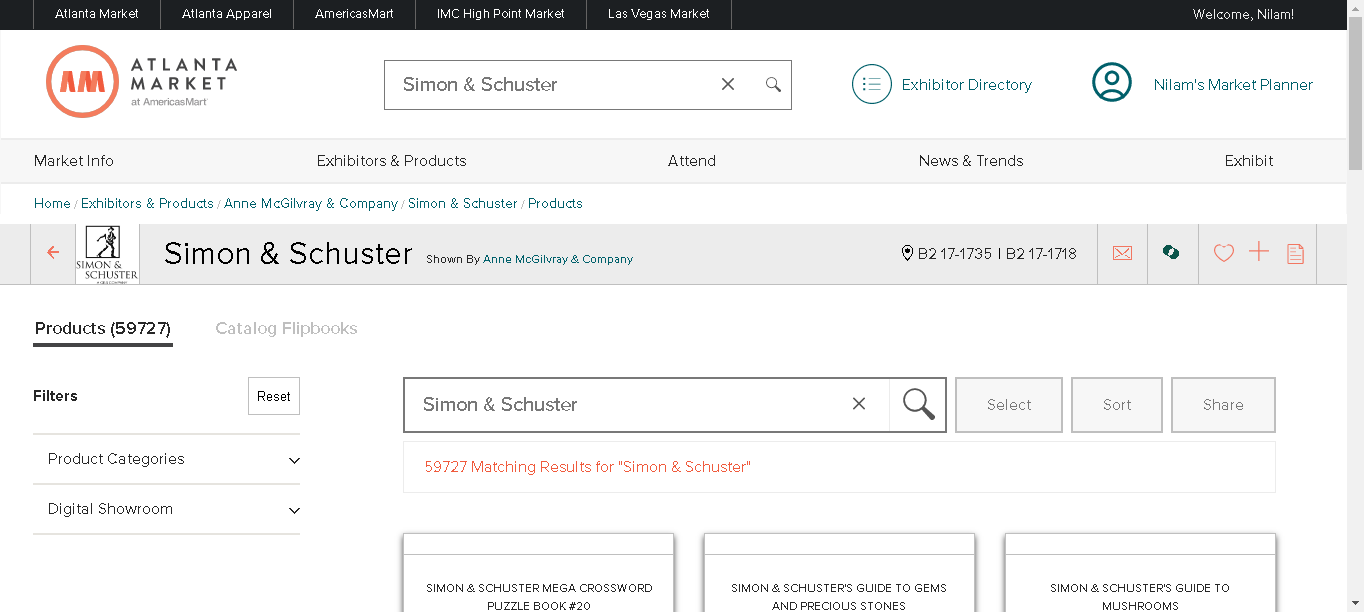 Atlanta Market
Atlanta Apparel
AmericasMart
IMC High Point Market
Las Vegas Market
Welcome, Nilam!
AM
ATLANTA
MARKET
at AmericasMart
Simon & Schuster
Exhibitor Directory
Nilam's Market Planner
Market Info
Exhibitors & Products
Attend
News & Trends
Exhibit
Home / Exhibitors & Products / Anne McGilvray & Company / Simon & Schuster / Products
SIMON &
SCHUSTER
Simon & Schuster
Shown By Anne McGilvray & Company
B2 17-1735 | B2 17-1718
Products (59727)
Catalog Flipbooks
Filters
Reset
Simon & Schuster
Select
Sort
Share
Product Categories
59727 Matching Results for "Simon & Schuster"
Digital Showroom
SIMON & SCHUSTER MEGA CROSSWORD
PUZZLE BOOK #20
SIMON & SCHUSTER'S GUIDE TO GEMS
AND PRECIOUS STONES
SIMON & SCHUSTER'S GUIDE TO
MUSHROOMS